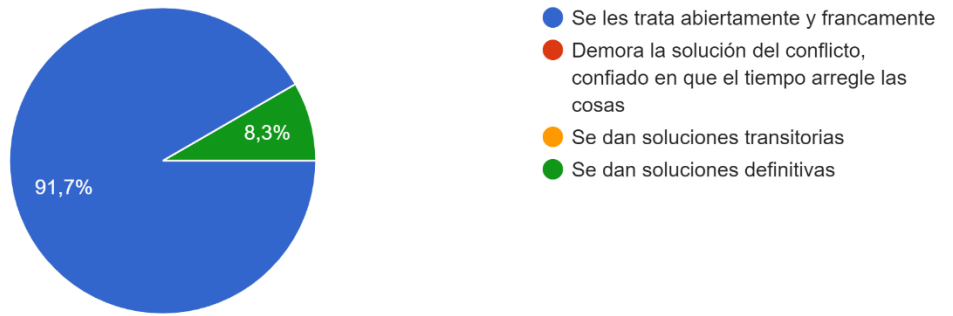 Se les trata abiertamente y francamente
Demora la solución del conflicto,
confiado en que el tiempo arregle las
cosas
Se dan soluciones transitorias
Se dan soluciones definitivas
8,3%
91,7%